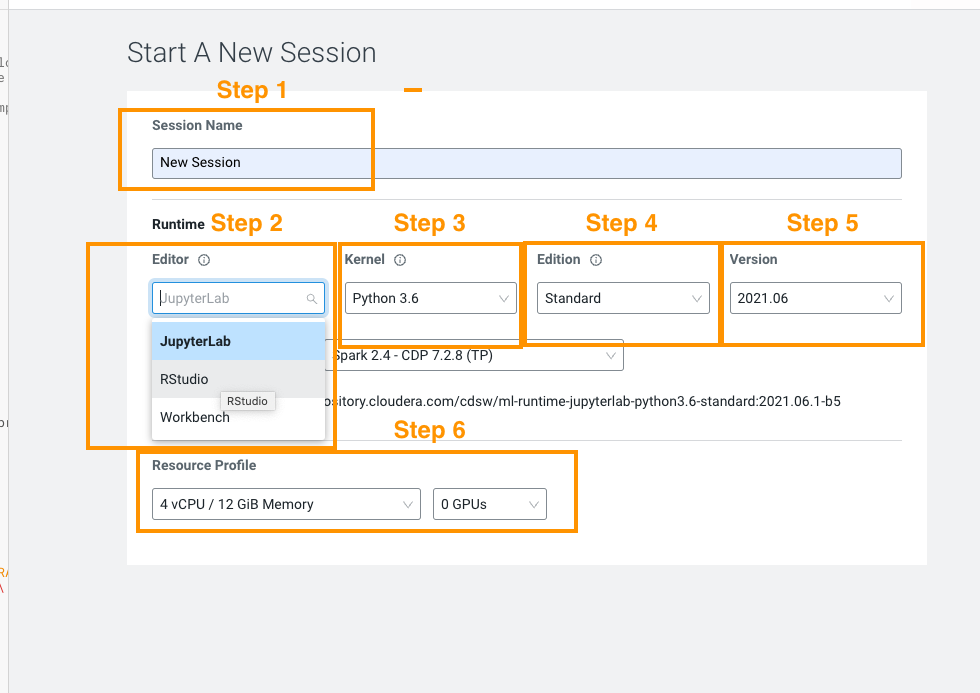 Start A New Session
Step 1
Session Name
New Session
Runtime Step 2 Step 3 Step 4 Step 5
Editor Kernel Edition Version
JupyterLab Python 3.6 Standard 2021.06
JupyterLab
Spark 2.4 - CDP 7.2.8 (TP)
RStudio
RStudio
ository.cloudera.com/cdsw/ml-runtime-jupyterlab-python3.6-standard:2021.06.1-b5
Workbench
Step 6
Resource Profile
4 vCPU / 12 GiB Memory 0 GPUs